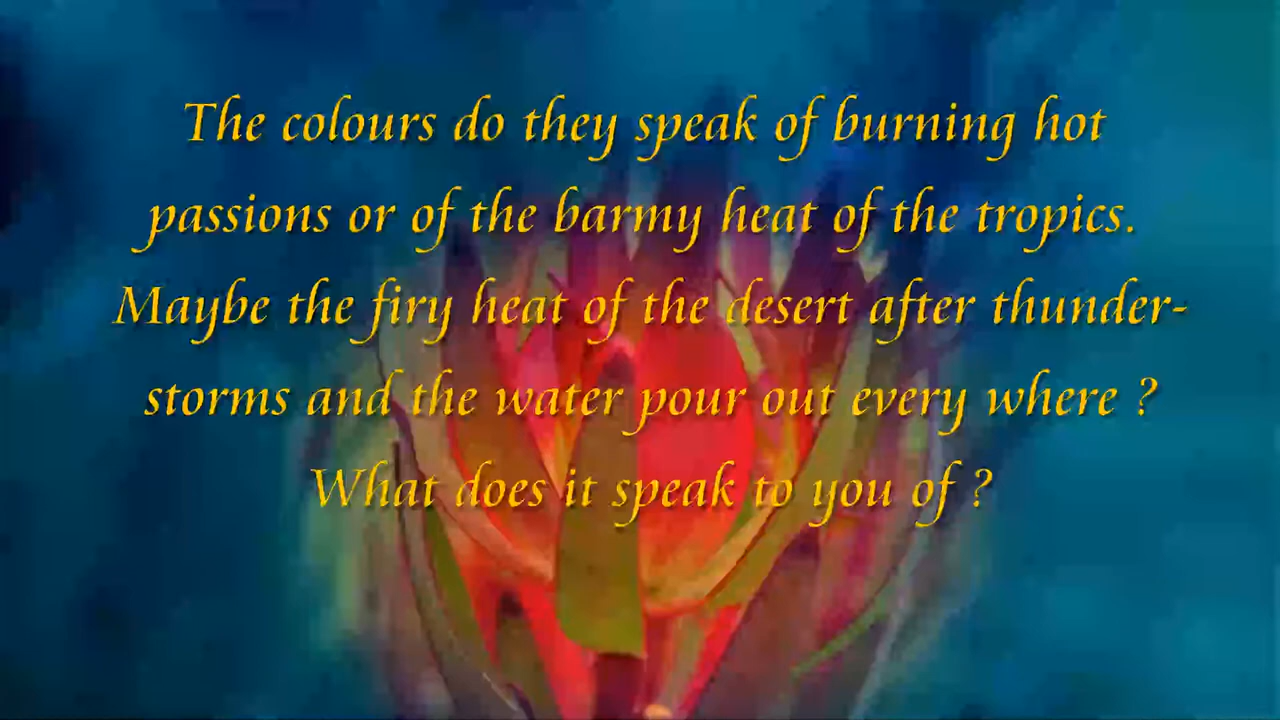 The colours do they speak of burning hot
passions or of the barmy heat of the tropics.
Maybe the firy heat of the desert after thunder-
storms and the water pour out every where ?
What does it speak to you of ?